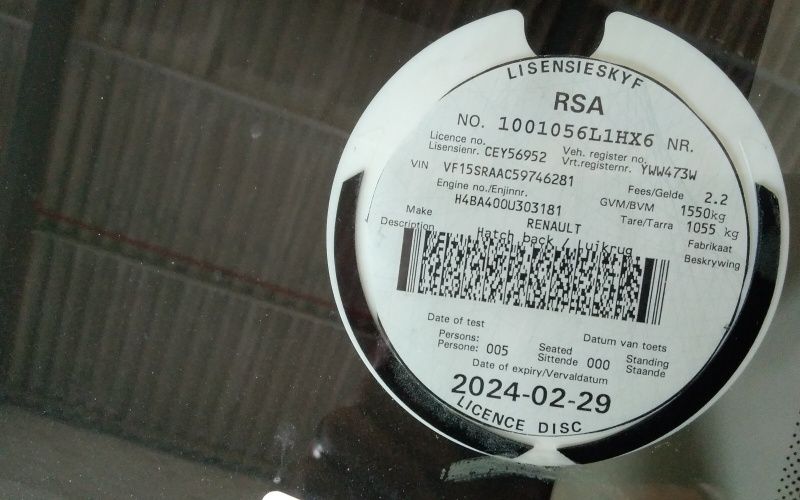 LISENSIESKYF
RSA
NO. 1001056L1HX6 NR.
Licence no. Lisensienr. CEY56952 Veh. register no. Vrt.registernr. YWW473W
VIN VF15SRAAC59746281 Fees/Gelde 2.2
Engine no./Enjinnr. H4BA400U303181 GVM/BVM 1550kg
Make RENAULT Tare/Tarra 1055 kg Fabrikaat
Description Hatch back / Luikrug Beskrywing
Date of test Datum van toets
Persons: Persone: 005 Seated Sittende 000 Standing Staande
Date of expiry/Vervaldatum
2024-02-29
LICENCE DISC